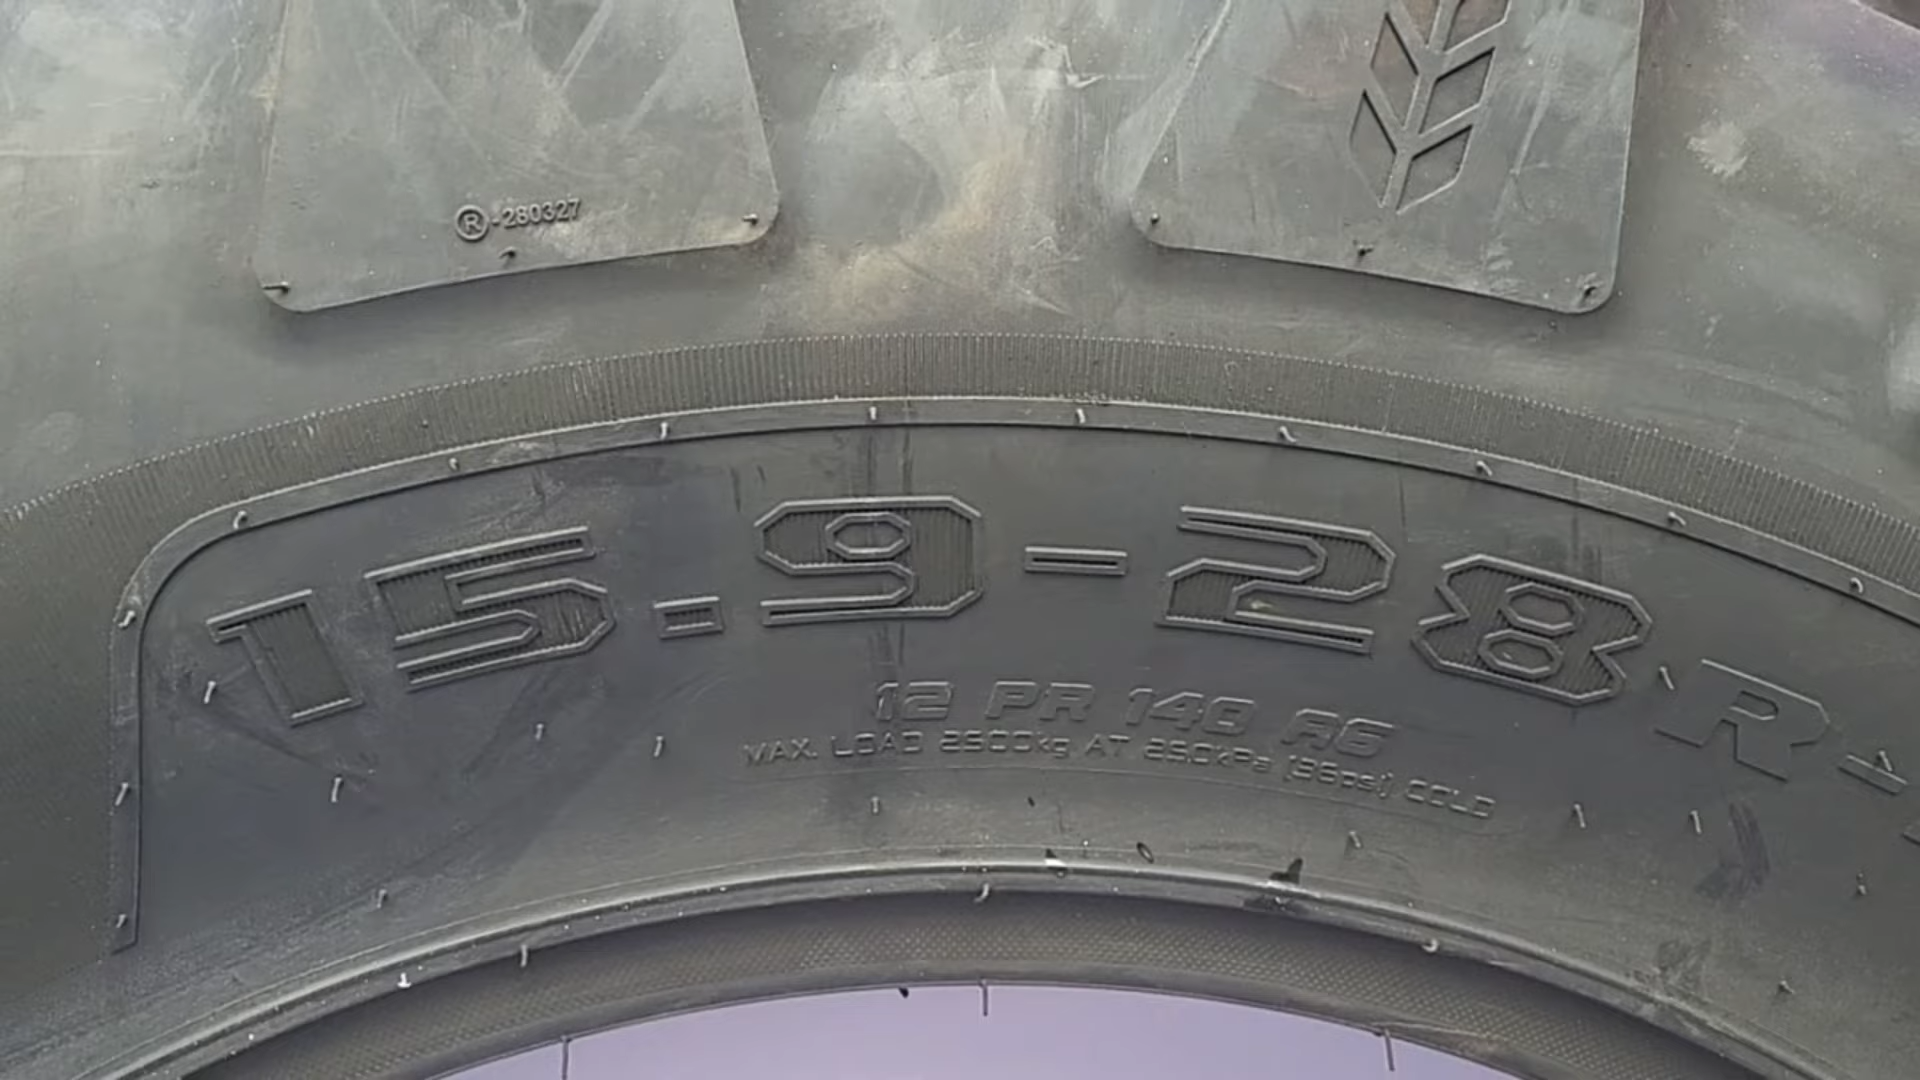 ®-280327
15.9-28 R-
12 PR 140 A6
MAX. LOAD 2500kg AT 250kPa (36psi) COLD